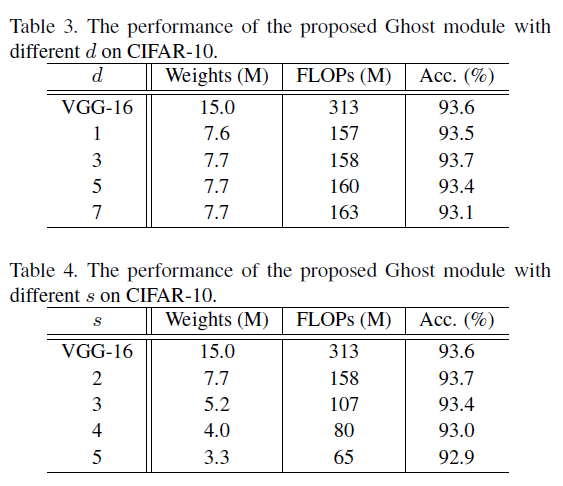 Table 3. The performance of the proposed Ghost module with
different d on CIFAR-10.
d Weights (M) FLOPs (M) Acc. (%)
VGG-16 15.0 313 93.6
1 7.6 157 93.5
3 7.7 158 93.7
5 7.7 160 93.4
7 7.7 163 93.1
Table 4. The performance of the proposed Ghost module with
different s on CIFAR-10.
s Weights (M) FLOPs (M) Acc. (%)
VGG-16 15.0 313 93.6
2 7.7 158 93.7
3 5.2 107 93.4
4 4.0 80 93.0
5 3.3 65 92.9